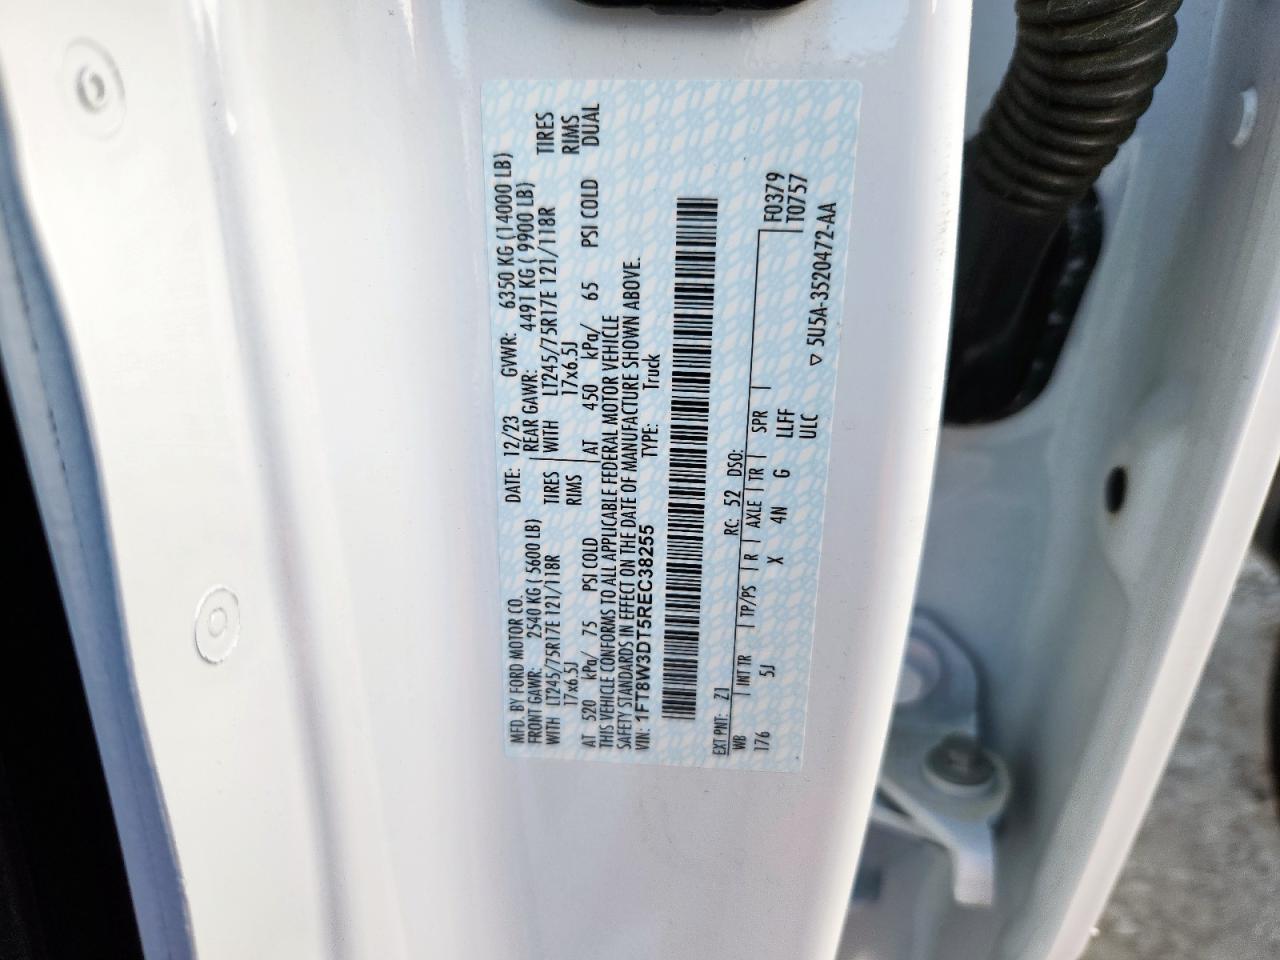 MFD. BY FORD MOTOR CO. DATE: 12/23 GVWR: 6350 KG (14000 LB)
FRONT GAWR: 2540 KG ( 5600 LB) REAR GAWR: 4491 KG ( 9900 LB)
WITH LT245/75R17E 121/118R TIRES WITH LT245/75R17E 121/118R TIRES
17x6.5J RIMS 17x6.5J RIMS
AT 520 kPa/ 75 PSI COLD AT 450 kPa/ 65 PSI COLD DUAL
THIS VEHICLE CONFORMS TO ALL APPLICABLE FEDERAL MOTOR VEHICLE
SAFETY STANDARDS IN EFFECT ON THE DATE OF MANUFACTURE SHOWN ABOVE.
VIN: 1FT8W3DT5REC38255 TYPE: Truck
EXT PNT: Z1 RC: 52 DSO:
WB INT TR TP/PS R AXLE TR SPR F0379
176 5J X 4N G LLFF T0757
ULC ▽ 5U5A-3520472-AA